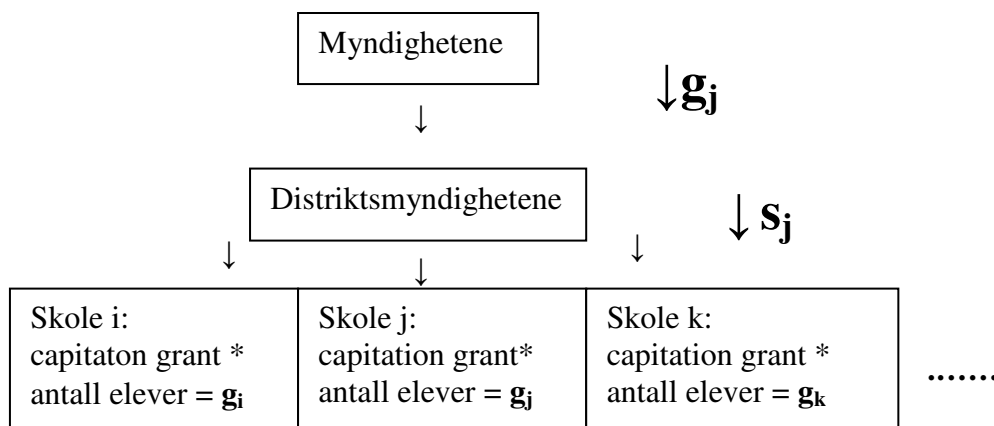 Myndighetene
↓gj
↓
Distriktsmyndighetene
↓ sj
↓ ↓ ↓
Skole i:
capitaton grant *
antall elever = gi
Skole j:
capitation grant*
antall elever = gj
Skole k:
capitation grant *
antall elever = gk
........